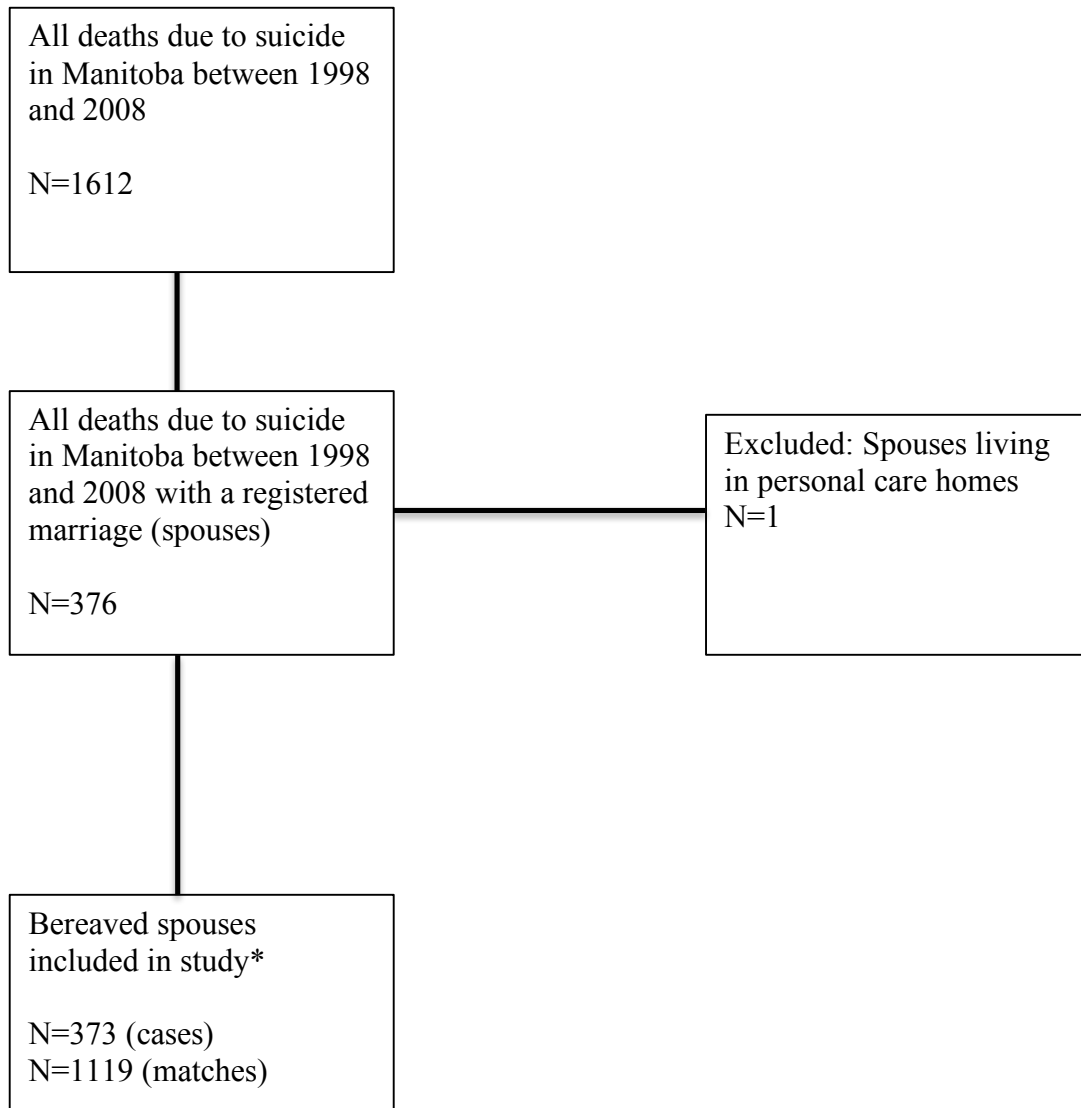 All deaths due to suicide
in Manitoba between 1998
and 2008
N=1612
All deaths due to suicide
in Manitoba between 1998
and 2008 with a registered
marriage (spouses)
N=376
Excluded: Spouses living
in personal care homes
N=1
Bereaved spouses
included in study*
N=373 (cases)
N=1119 (matches)